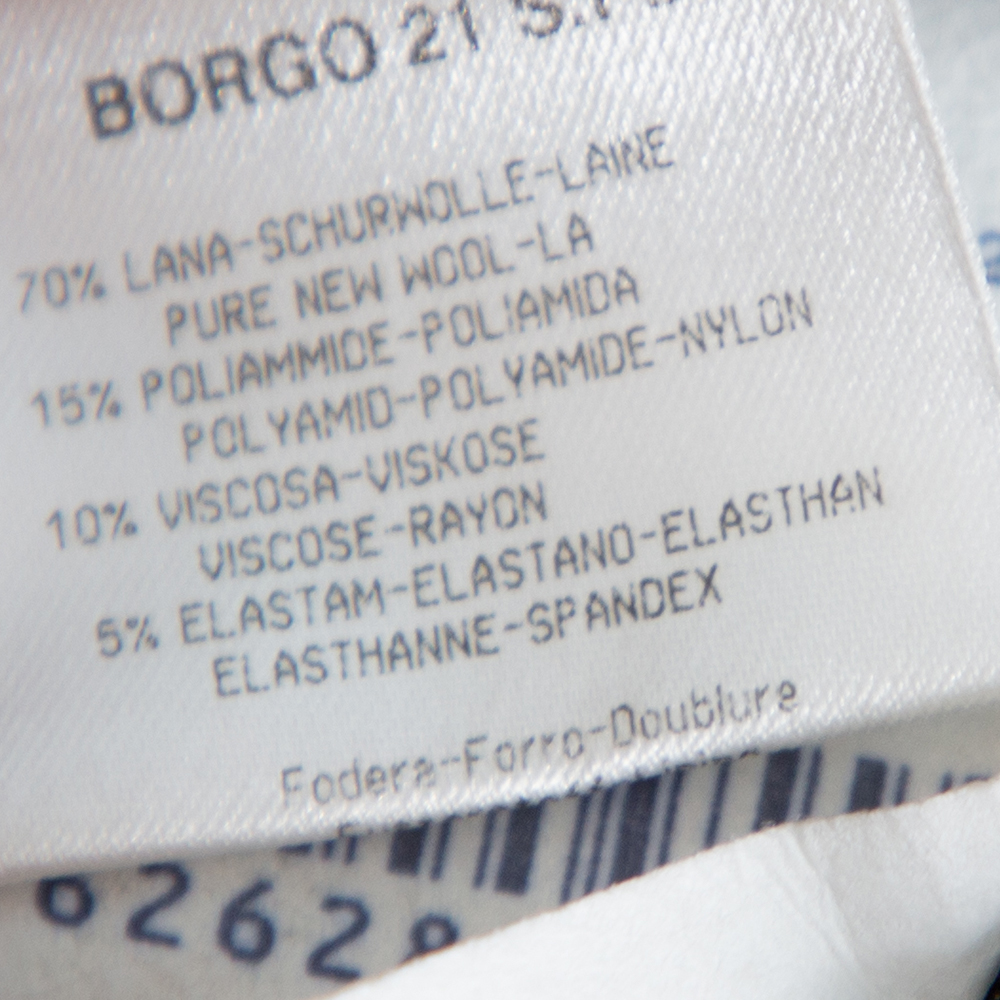 BORGO 21
70% LANA-SCHURWOLLE-LAINE
PURE NEW WOOL-LA
15% POLIAMMIDE-POLIAMIDA
POLYAMID-POLYAMIDE-NYLON
10% VISCOSA-VISKOSE
VISCOSE-RAYON
5% ELASTAM-ELASTANO-ELASTHAN
ELASTHANNE-SPANDEX
Fodera-Forro-Doublure